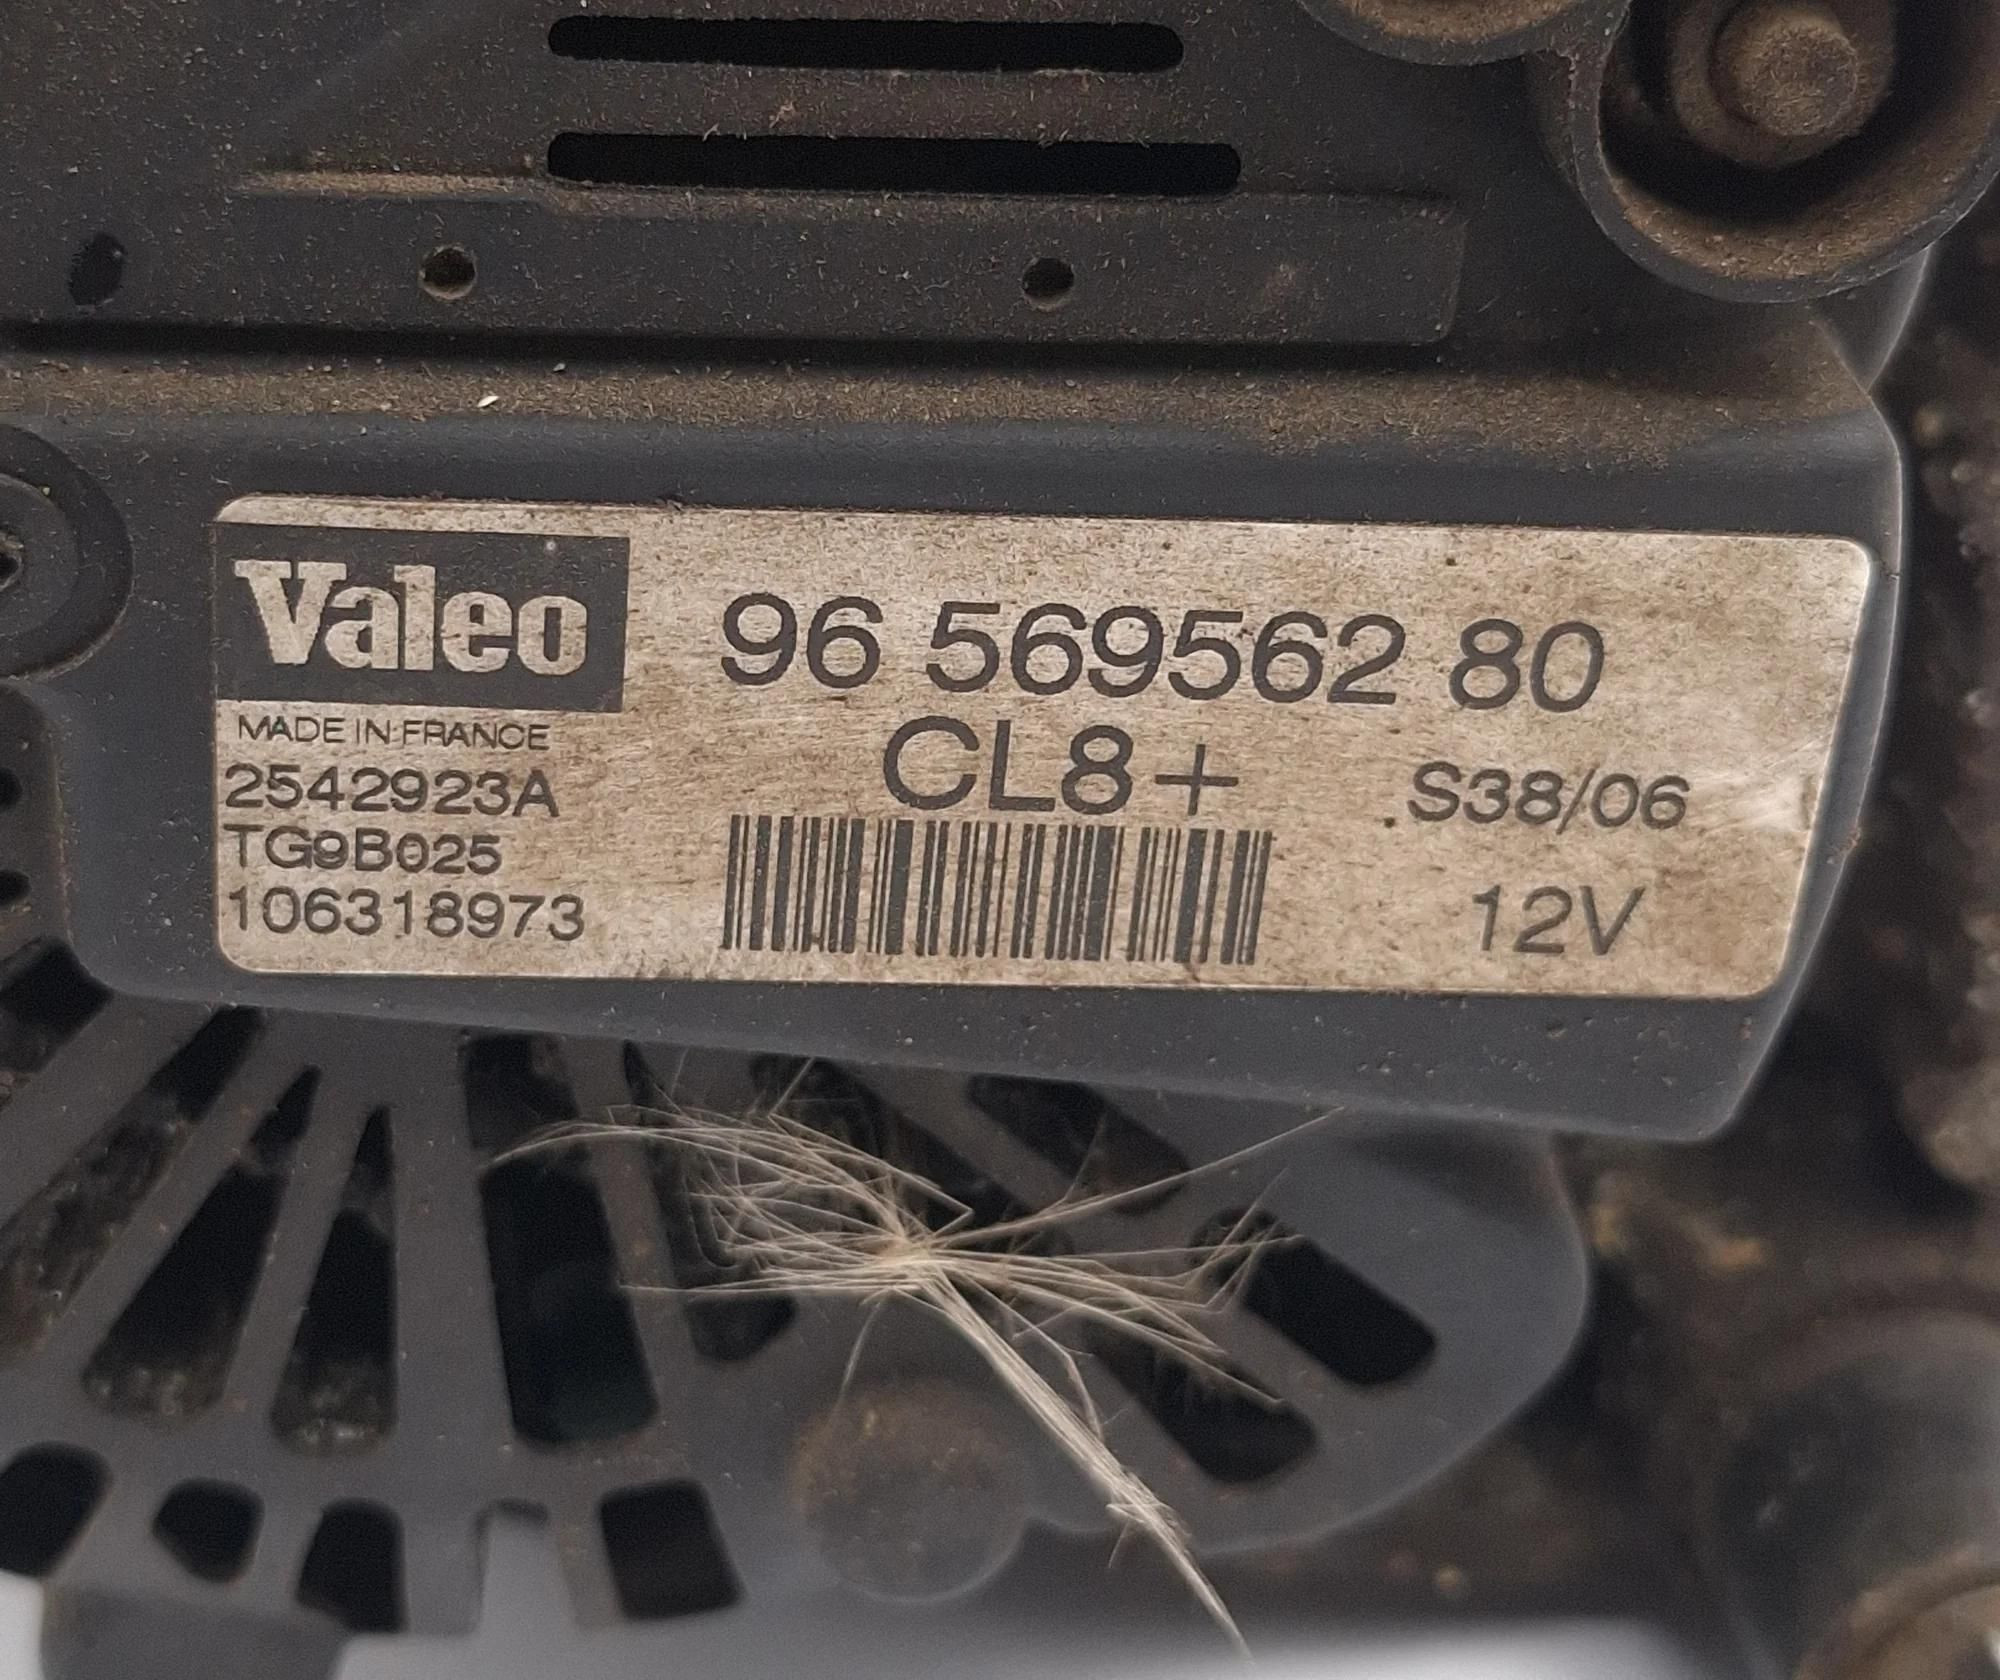 Valeo
MADE IN FRANCE
2542923A
TG9B025
106318973
96 569562 80
CL8+
S38/06
12V